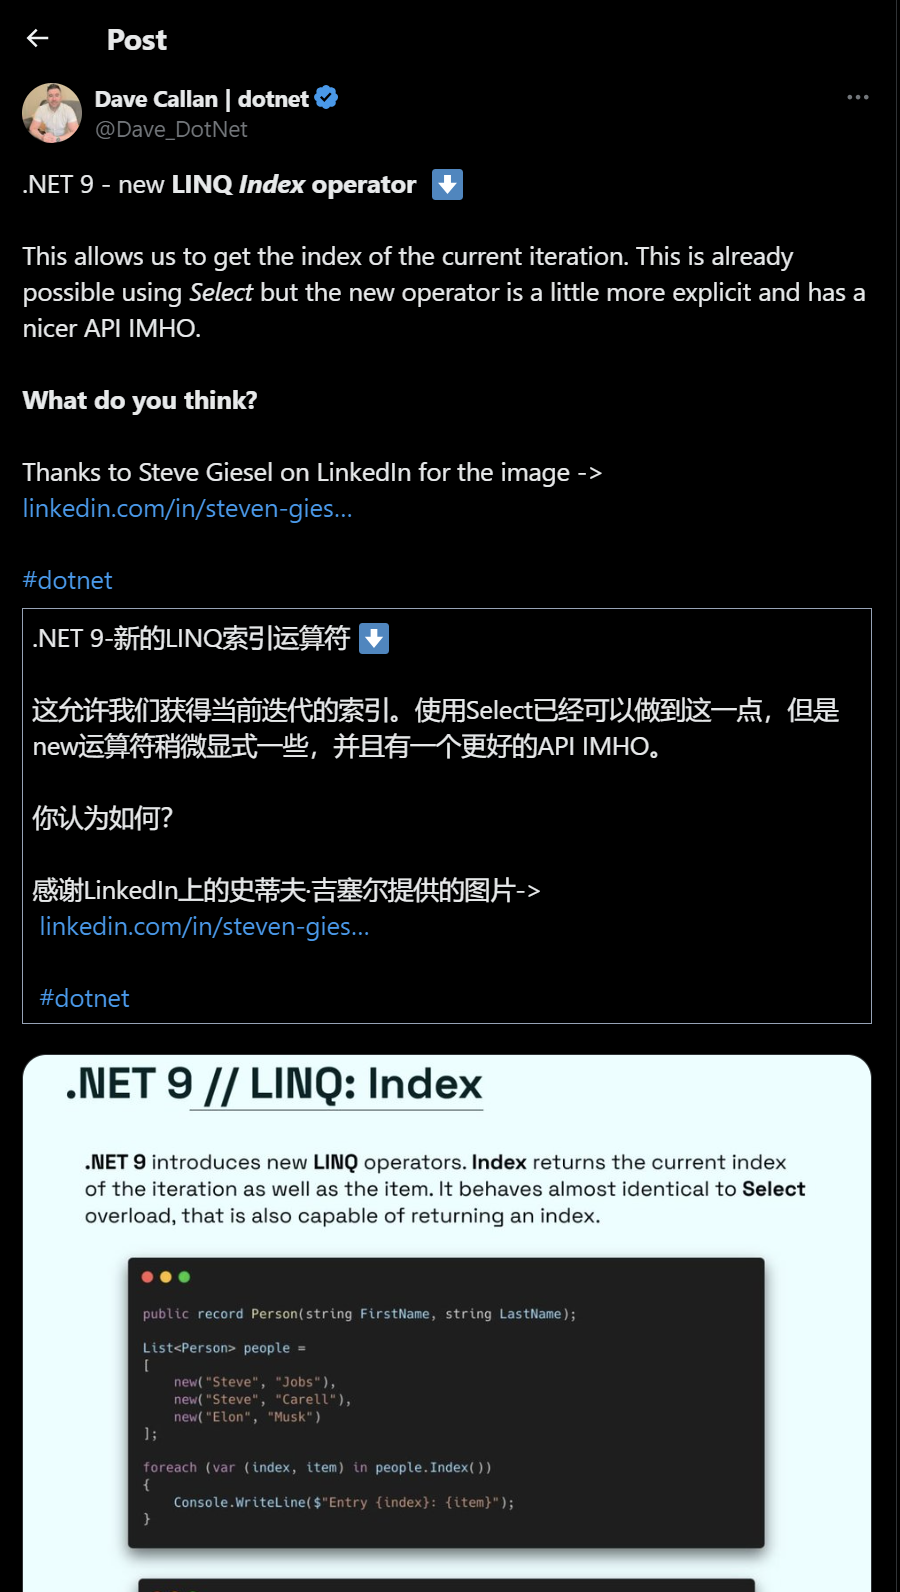 Post
Dave Callan | dotnet
@Dave_DotNet
.NET 9 - new LINQ Index operator ⬇️
This allows us to get the index of the current iteration. This is already
possible using Select but the new operator is a little more explicit and has a
nicer API IMHO.
What do you think?
Thanks to Steve Giesel on LinkedIn for the image ->
linkedin.com/in/steven-gies…
#dotnet
.NET 9-新的LINQ索引运算符 ⬇️
这允许我们获得当前迭代的索引。使用Select已经可以做到这一点，但是
new运算符稍微显式一些，并且有一个更好的API IMHO。
你认为如何？
感谢LinkedIn上的史蒂夫·吉塞尔提供的图片->
linkedin.com/in/steven-gies…
#dotnet
.NET 9 // LINQ: Index
.NET 9 introduces new LINQ operators. Index returns the current index
of the iteration as well as the item. It behaves almost identical to Select
overload, that is also capable of returning an index.
public record Person(string FirstName, string LastName);
List<Person> people =
[
new("Steve", "Jobs"),
new("Steve", "Carell"),
new("Elon", "Musk")
];
foreach (var (index, item) in people.Index())
{
Console.WriteLine($"Entry {index}: {item}");
}